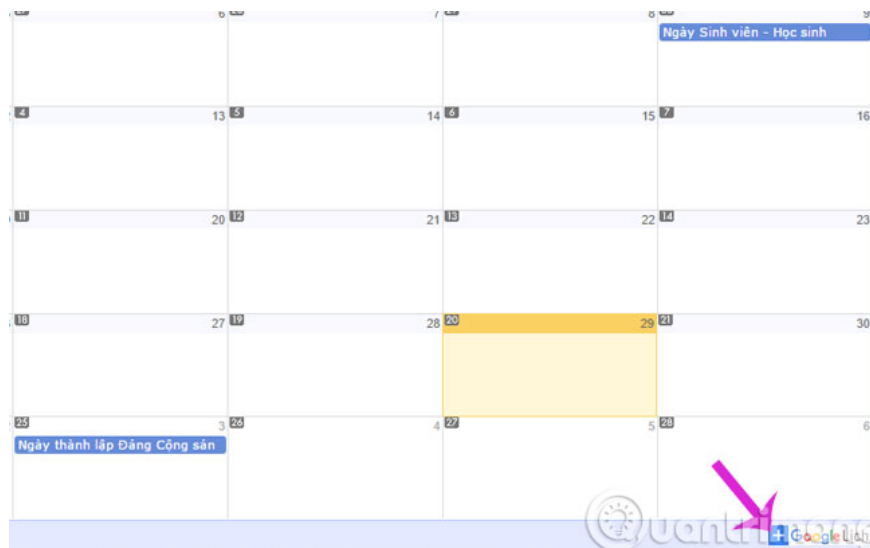 6 7 8 9
Ngày Sinh viên - Học sinh
4 13 5 14 6 15 7 16
11 20 12 21 13 22 14 23
18 27 19 28 20 29 21 30
25 3 26 4 27 5 28 6
Ngày thành lập Đảng Cộng sản
Quantrimang
+ Google Lịch